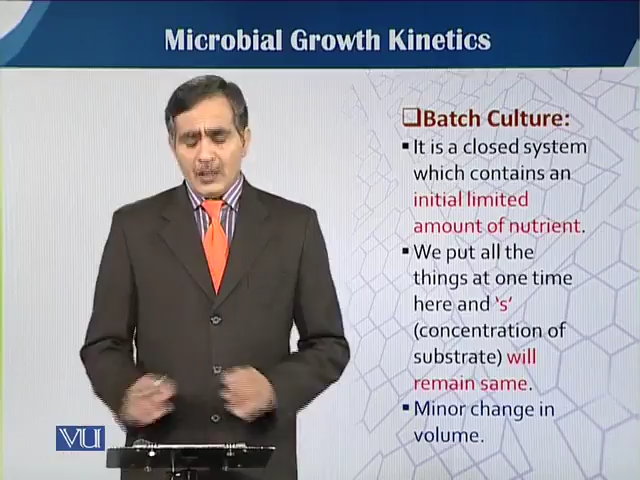 Microbial Growth Kinetics
Batch Culture:
It is a closed system
which contains an
initial limited
amount of nutrient.
We put all the
things at one time
here and ‘s’
(concentration of
substrate) will
remain same.
Minor change in
volume.
VU